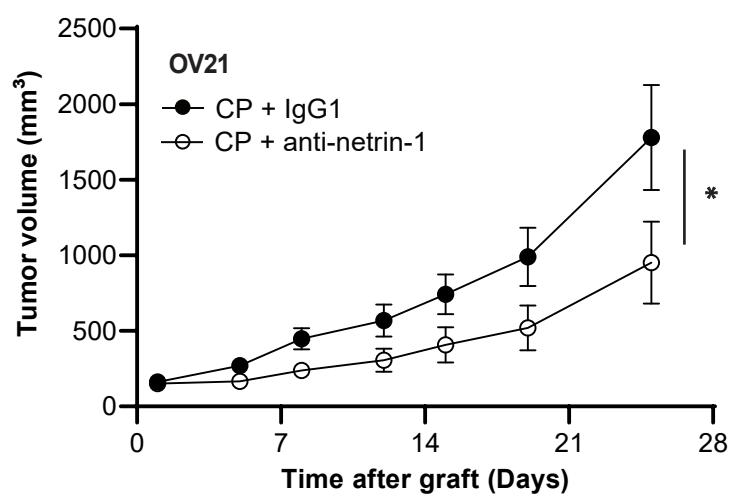 2500
2000
1500
1000
500
0
Tumor volume (mm³)
OV21
CP + IgG1
CP + anti-netrin-1
*
0 7 14 21 28
Time after graft (Days)